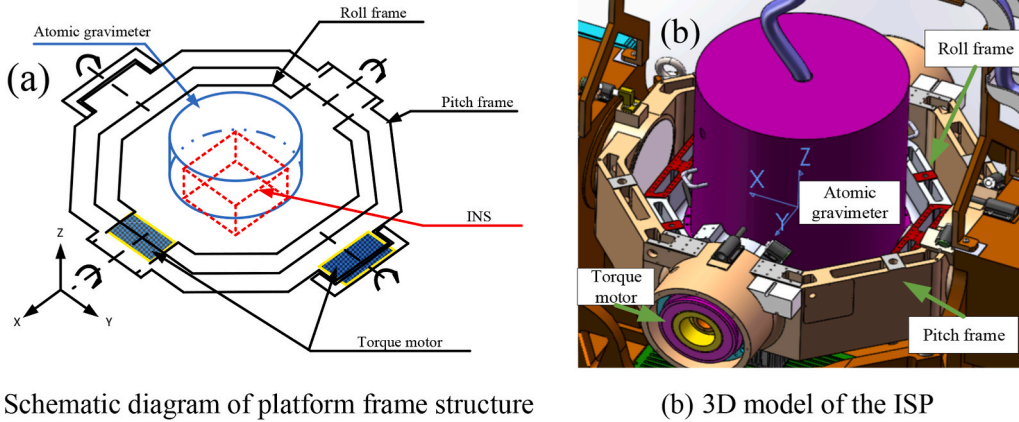 Atomic gravimeter
Roll frame
(a)
Pitch frame
INS
Z
X
Y
Torque motor
(b)
Roll frame
Z
X
Y
Atomic
gravimeter
Torque
motor
Pitch frame
Schematic diagram of platform frame structure
(b) 3D model of the ISP